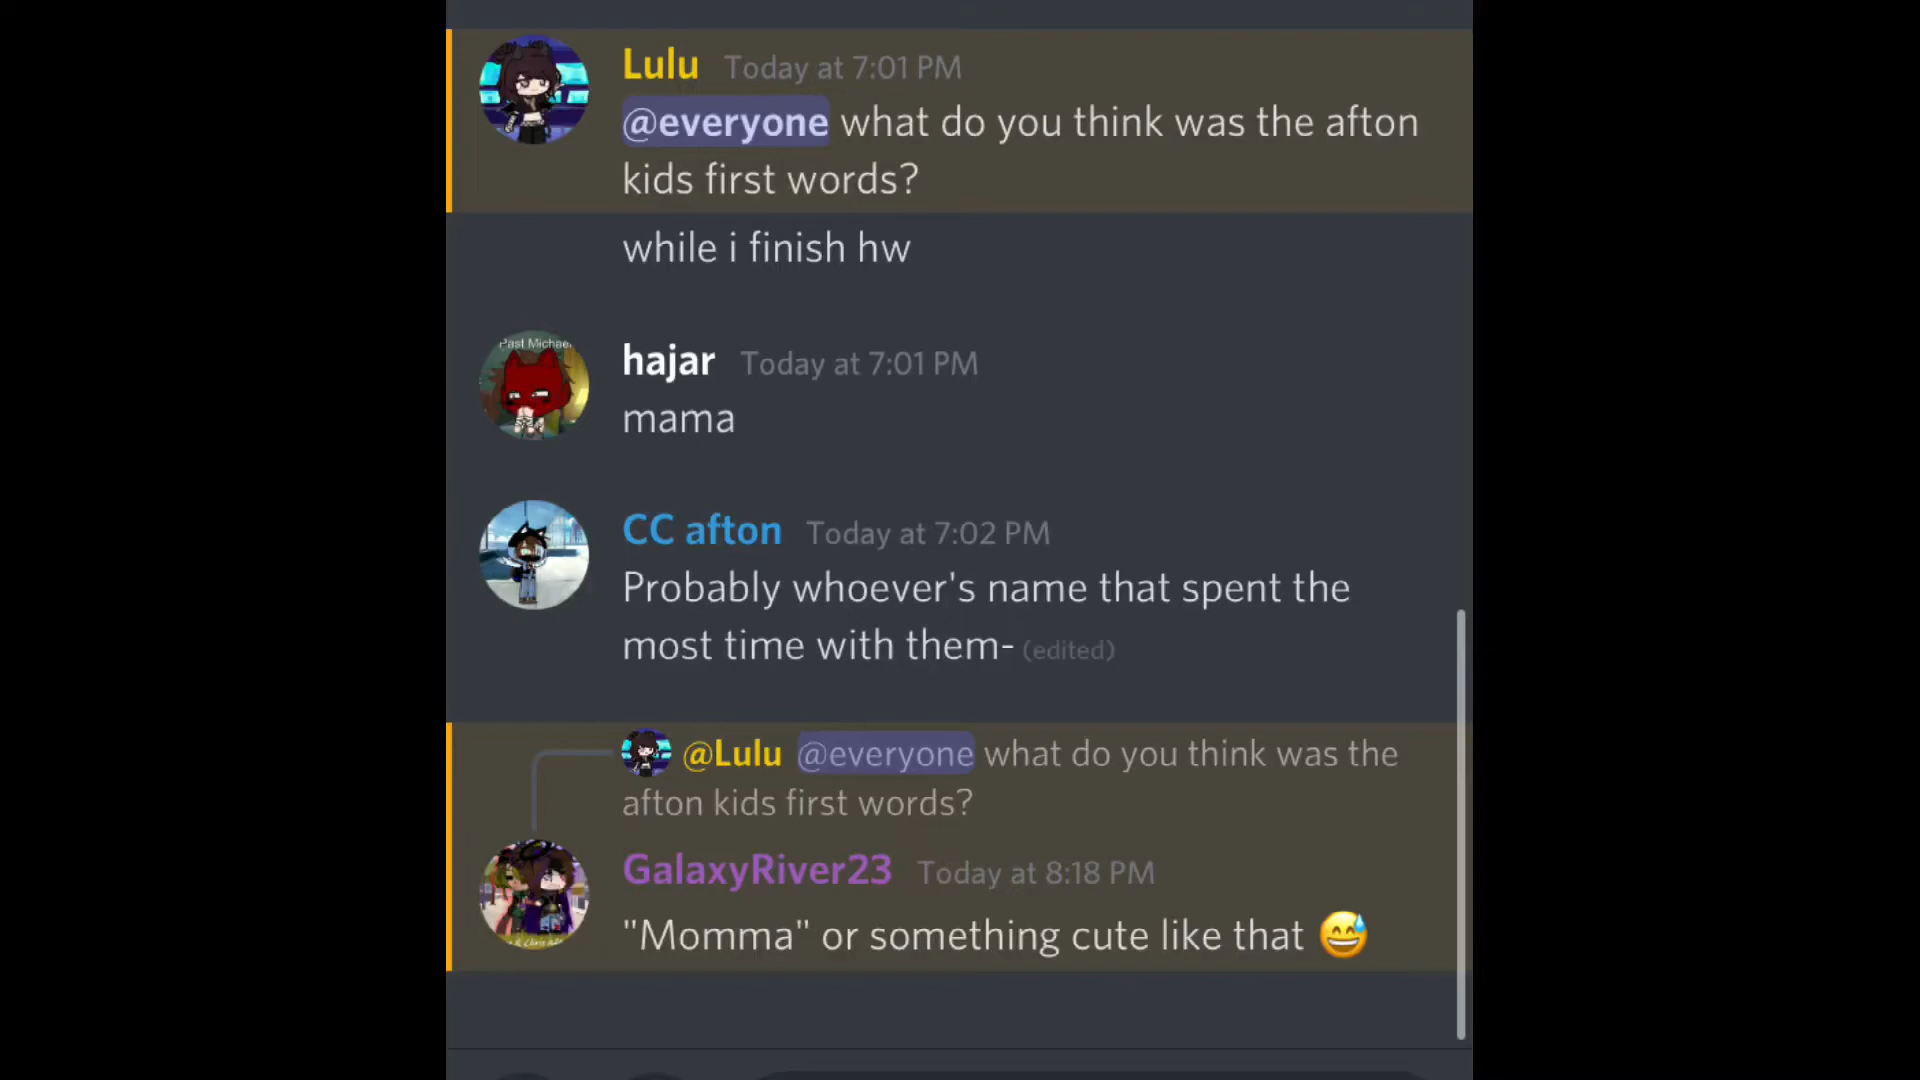 Lulu Today at 7:01 PM
@everyone what do you think was the afton
kids first words?
while i finish hw
Past Michael
hajar Today at 7:01 PM
mama
CC afton Today at 7:02 PM
Probably whoever's name that spent the
most time with them- (edited)
@Lulu @everyone what do you think was the
afton kids first words?
GalaxyRiver23 Today at 8:18 PM
"Momma" or something cute like that 😅